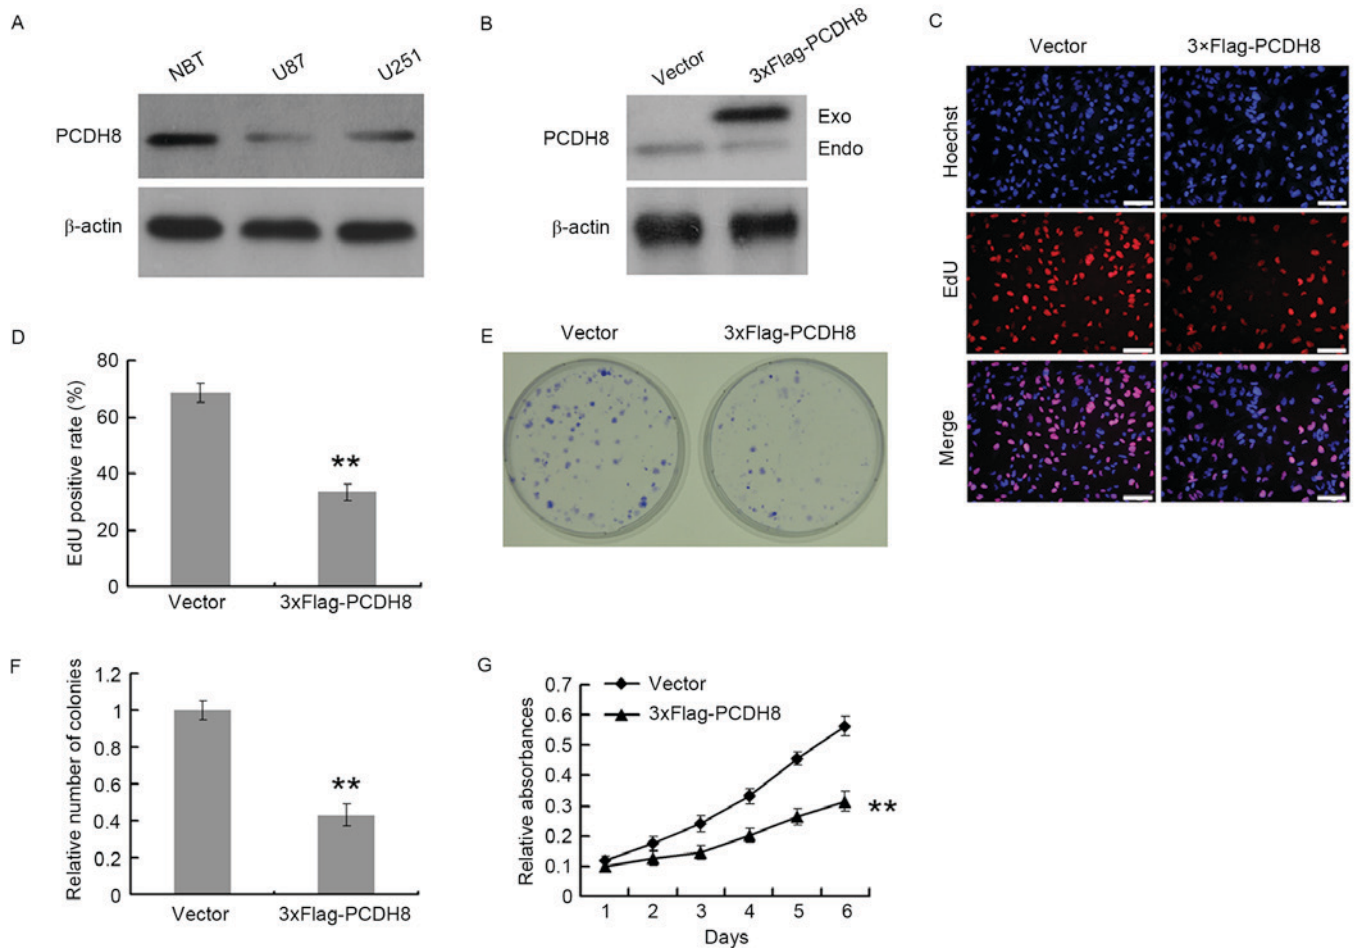 A
NBT U87 U251
PCDH8
β-actin
B
Vector 3xFlag-PCDH8
PCDH8
Exo
Endo
β-actin
C
Vector 3×Flag-PCDH8
Hoechst
EdU
Merge
D
EdU positive rate (%)
80
60
40
20
0
Vector 3xFlag-PCDH8
**
E
Vector 3xFlag-PCDH8
F
Relative number of colonies
1.2
1
0.8
0.6
0.4
0.2
0
Vector 3xFlag-PCDH8
**
G
Relative absorbances
0.7
0.6
0.5
0.4
0.3
0.2
0.1
0
Vector
3xFlag-PCDH8
**
1 2 3 4 5 6
Days